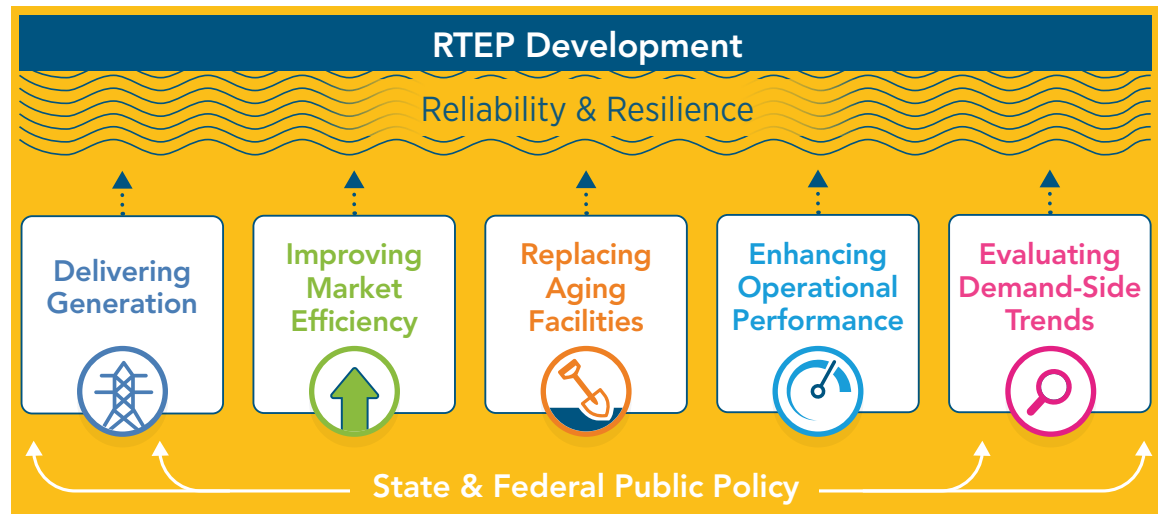 RTEP Development
Reliability & Resilience
Delivering
Generation
Improving
Market
Efficiency
Replacing
Aging
Facilities
Enhancing
Operational
Performance
Evaluating
Demand-Side
Trends
State & Federal Public Policy